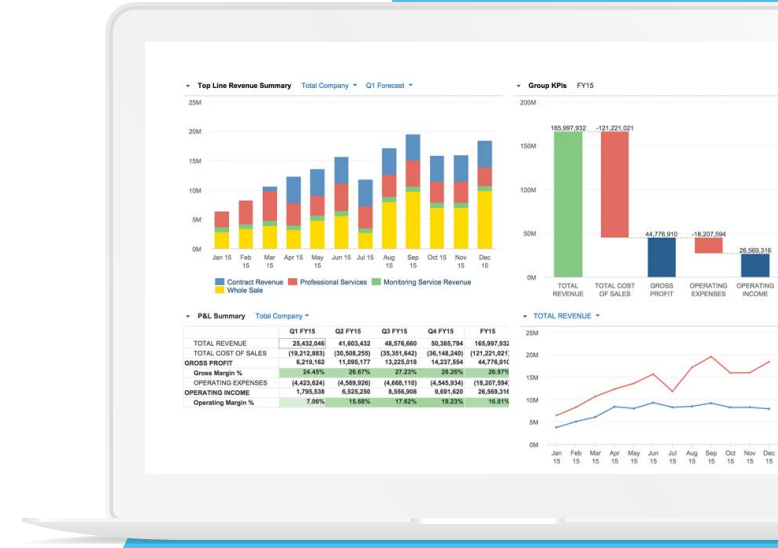 Top Line Revenue Summary Total Company Q1 Forecast
25M
20M
15M
10M
5M
0M
Jan 15 Feb 15 Mar 15 Apr 15 May 15 Jun 15 Jul 15 Aug 15 Sep 15 Oct 15 Nov 15 Dec 15
Contract Revenue Professional Services Monitoring Service Revenue
Whole Sale
Group KPIs FY15
200M
150M
100M
50M
0M
165,997,932 -121,221,021
44,776,910 -18,207,594
26,569,316
TOTAL REVENUE TOTAL COST OF SALES GROSS PROFIT OPERATING EXPENSES OPERATING INCOME
P&L Summary Total Company
Q1 FY15 Q2 FY15 Q3 FY15 Q4 FY15 FY15
TOTAL REVENUE 25,432,046 41,603,432 48,576,660 50,385,794 165,997,932
TOTAL COST OF SALES (19,212,883) (30,508,255) (35,351,642) (36,148,240) (121,221,021
GROSS PROFIT 6,219,162 11,095,177 13,225,018 14,237,554 44,776,910
Gross Margin % 24.45% 26.67% 27.23% 28.26% 26.97%
OPERATING EXPENSES (4,423,624) (4,569,926) (4,668,110) (4,545,934) (18,207,594
OPERATING INCOME 1,795,538 6,525,250 8,556,908 9,691,620 26,569,316
Operating Margin % 7.06% 15.68% 17.62% 19.23% 16.01%
TOTAL REVENUE
25M
20M
15M
10M
5M
0M
Jan 15 Feb 15 Mar 15 Apr 15 May 15 Jun 15 Jul 15 Aug 15 Sep 15 Oct 15 Nov 15 Dec 15